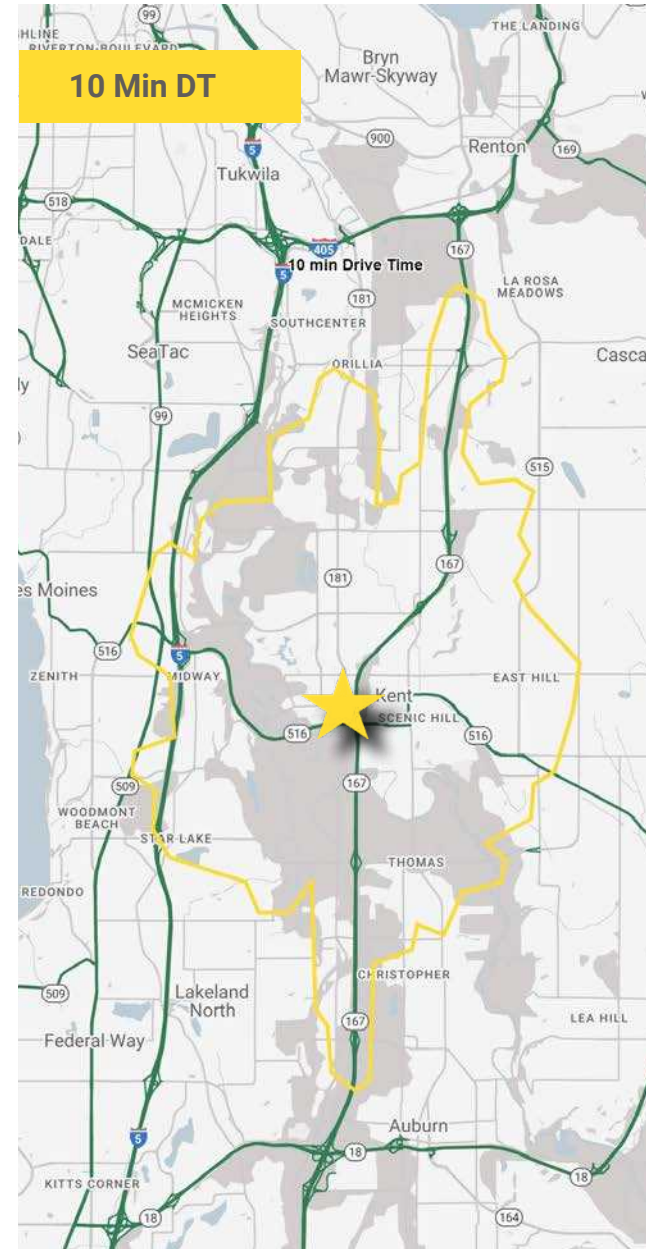 99
THE LANDING
HLINE
RIVERTON-BOULEVARD
Bryn
Mawr-Skyway
10 Min DT
900
5
Renton
169
Tukwila
518
DALE
405
167
5
10 min Drive Time
181
LA ROSA
MEADOWS
MCMICKEN
HEIGHTS
SOUTHCENTER
SeaTac
ORILLIA
Casca
ly
99
515
167
181
es Moines
516
5
ZENITH
MIDWAY
EAST HILL
Kent
SCENIC HILL
516
516
509
167
WOODMONT
BEACH
STAR LAKE
THOMAS
REDONDO
CHRISTOPHER
509
Lakeland
North
167
LEA HILL
Federal Way
Auburn
5
18
18
KITTS CORNER
18
164